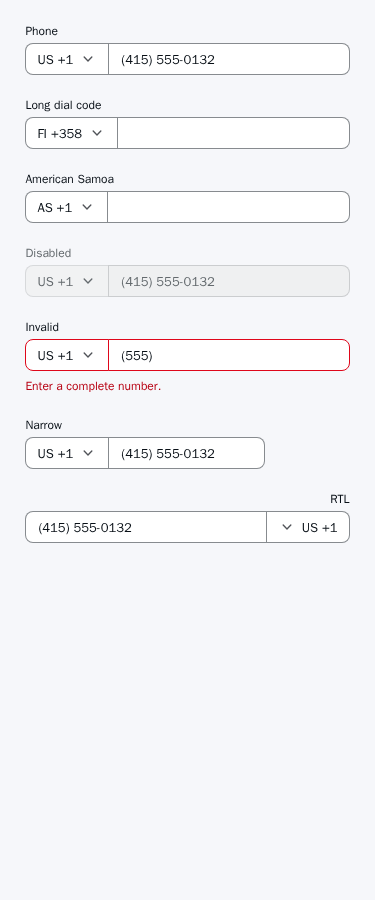 Phone
US +1 (415) 555-0132
Long dial code
FI +358
American Samoa
AS +1
Disabled
US +1 (415) 555-0132
Invalid
US +1 (555)
Enter a complete number.
Narrow
US +1 (415) 555-0132
RTL
(415) 555-0132 US +1